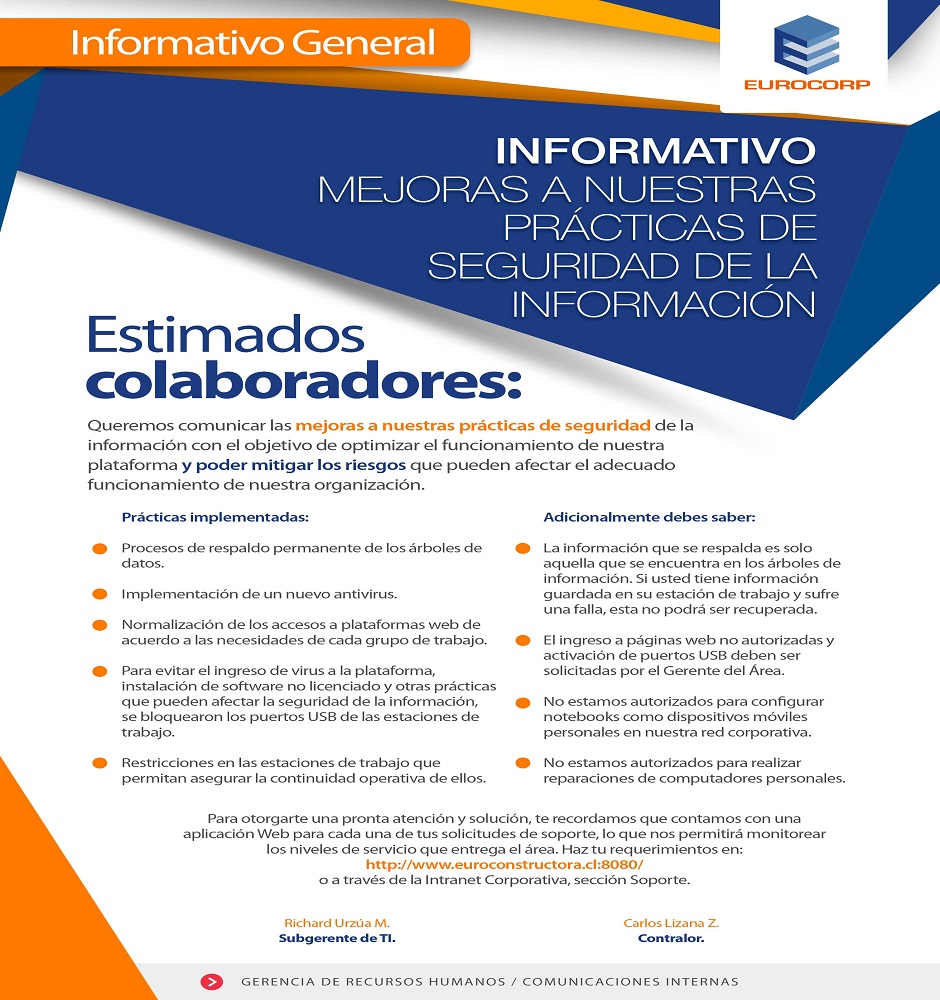 Informativo General
EUROCORP
INFORMATIVO
MEJORAS A NUESTRAS
PRÁCTICAS DE
SEGURIDAD DE LA
INFORMACIÓN
Estimados
colaboradores:
Queremos comunicar las mejoras a nuestras prácticas de seguridad de la
información con el objetivo de optimizar el funcionamiento de nuestra
plataforma y poder mitigar los riesgos que pueden afectar el adecuado
funcionamiento de nuestra organización.
Prácticas implementadas:
Procesos de respaldo permanente de los árboles de
datos.
Implementación de un nuevo antivirus.
Normalización de los accesos a plataformas web de
acuerdo a las necesidades de cada grupo de trabajo.
Para evitar el ingreso de virus a la plataforma,
instalación de software no licenciado y otras prácticas
que pueden afectar la seguridad de la información,
se bloquearon los puertos USB de las estaciones de
trabajo.
Restricciones en las estaciones de trabajo que
permitan asegurar la continuidad operativa de ellos.
Adicionalmente debes saber:
La información que se respalda es solo
aquella que se encuentra en los árboles de
información. Si usted tiene información
guardada en su estación de trabajo y sufre
una falla, esta no podrá ser recuperada.
El ingreso a páginas web no autorizadas y
activación de puertos USB deben ser
solicitadas por el Gerente del Área.
No estamos autorizados para configurar
notebooks como dispositivos móviles
personales en nuestra red corporativa.
No estamos autorizados para realizar
reparaciones de computadores personales.
Para otorgarte una pronta atención y solución, te recordamos que contamos con una
aplicación Web para cada una de tus solicitudes de soporte, lo que nos permitirá monitorear
los niveles de servicio que entrega el área. Haz tu requerimientos en:
http://www.euroconstructora.cl:8080/
o a través de la Intranet Corporativa, sección Soporte.
Richard Urzúa M.
Subgerente de TI.
Carlos Lizana Z.
Contralor.
GERENCIA DE RECURSOS HUMANOS / COMUNICACIONES INTERNAS